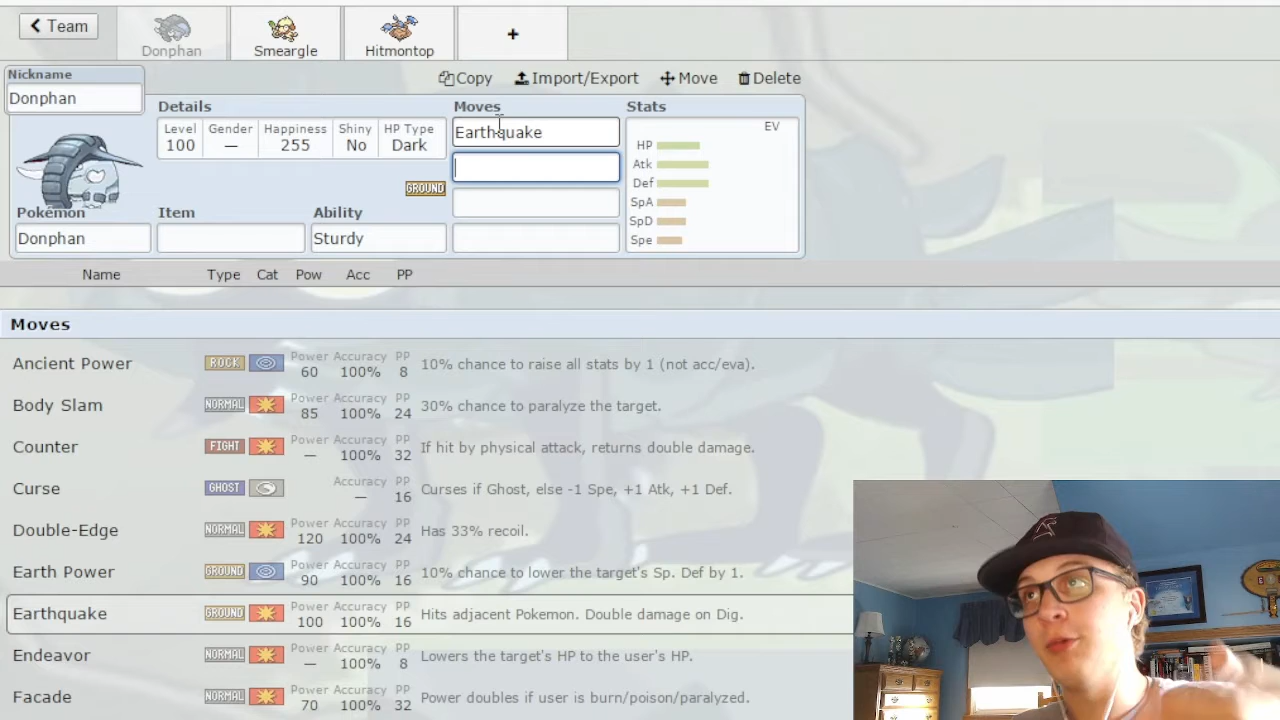 Team
Donphan
Smeargle
Hitmontop
+
Nickname
Donphan
Copy
Import/Export
Move
Delete
Details
Moves
Stats
Level
100
Gender
—
Happiness
255
Shiny
No
HP Type
Dark
Earthquake
EV
HP
Atk
Def
SpA
SpD
Spe
GROUND
Pokémon
Donphan
Item
Ability
Sturdy
Name Type Cat Pow Acc PP
Moves
Ancient Power ROCK Power 60 Accuracy 100% PP 8 10% chance to raise all stats by 1 (not acc/eva).
Body Slam NORMAL Power 85 Accuracy 100% PP 24 30% chance to paralyze the target.
Counter FIGHT Power — Accuracy 100% PP 32 If hit by physical attack, returns double damage.
Curse GHOST Accuracy — PP 16 Curses if Ghost, else -1 Spe, +1 Atk, +1 Def.
Double-Edge NORMAL Power 120 Accuracy 100% PP 24 Has 33% recoil.
Earth Power GROUND Power 90 Accuracy 100% PP 16 10% chance to lower the target's Sp. Def by 1.
Earthquake GROUND Power 100 Accuracy 100% PP 16 Hits adjacent Pokemon. Double damage on Dig.
Endeavor NORMAL Power — Accuracy 100% PP 8 Lowers the target's HP to the user's HP.
Facade NORMAL Power 70 Accuracy 100% PP 32 Power doubles if user is burn/poison/paralyzed.